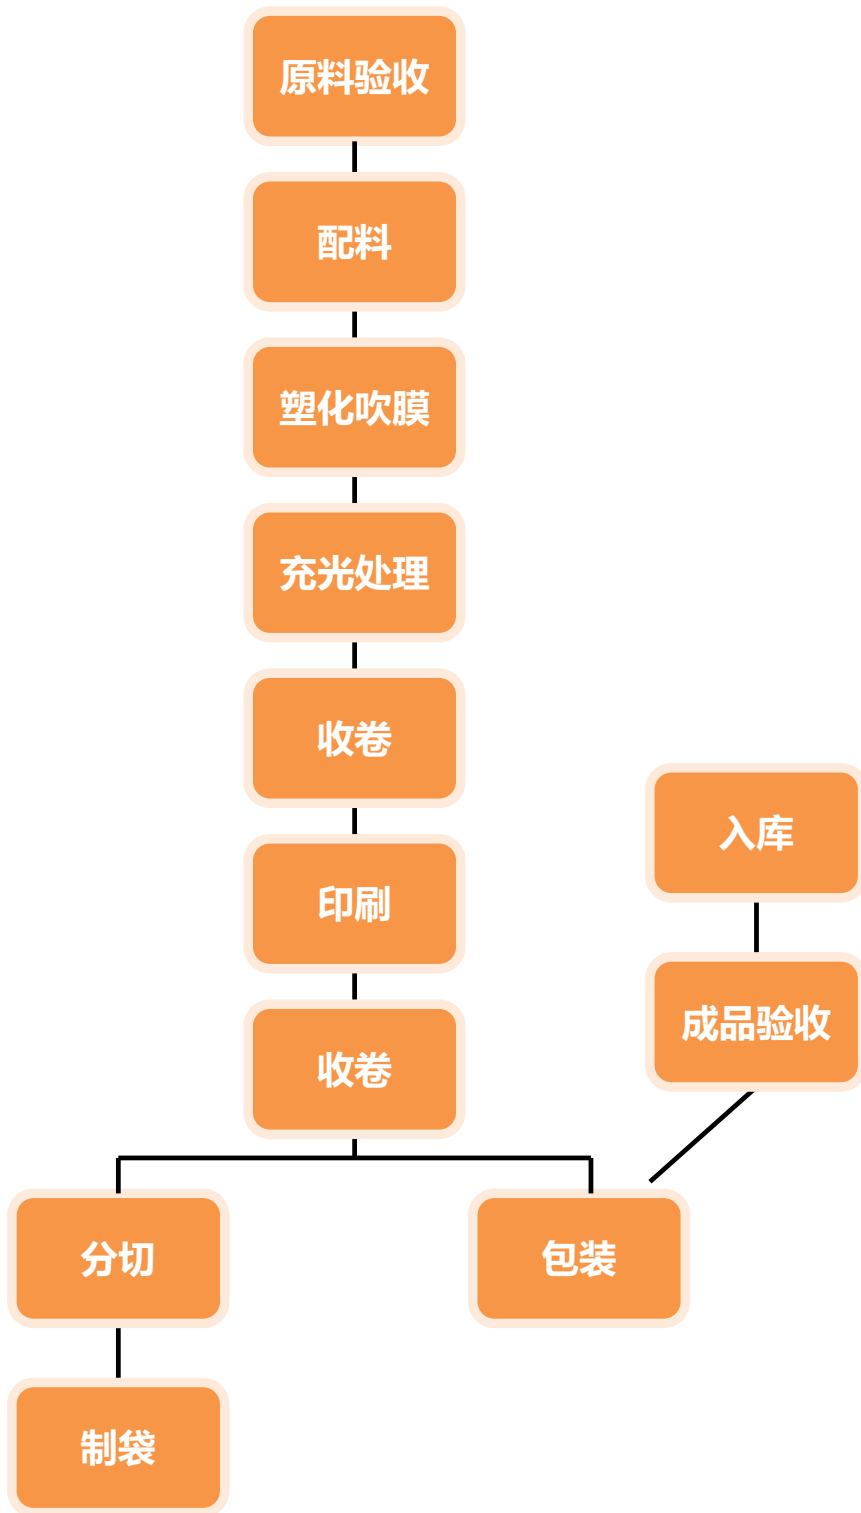 原料验收
配料
塑化吹膜
充光处理
收卷
印刷
收卷
入库
成品验收
分切
包装
制袋